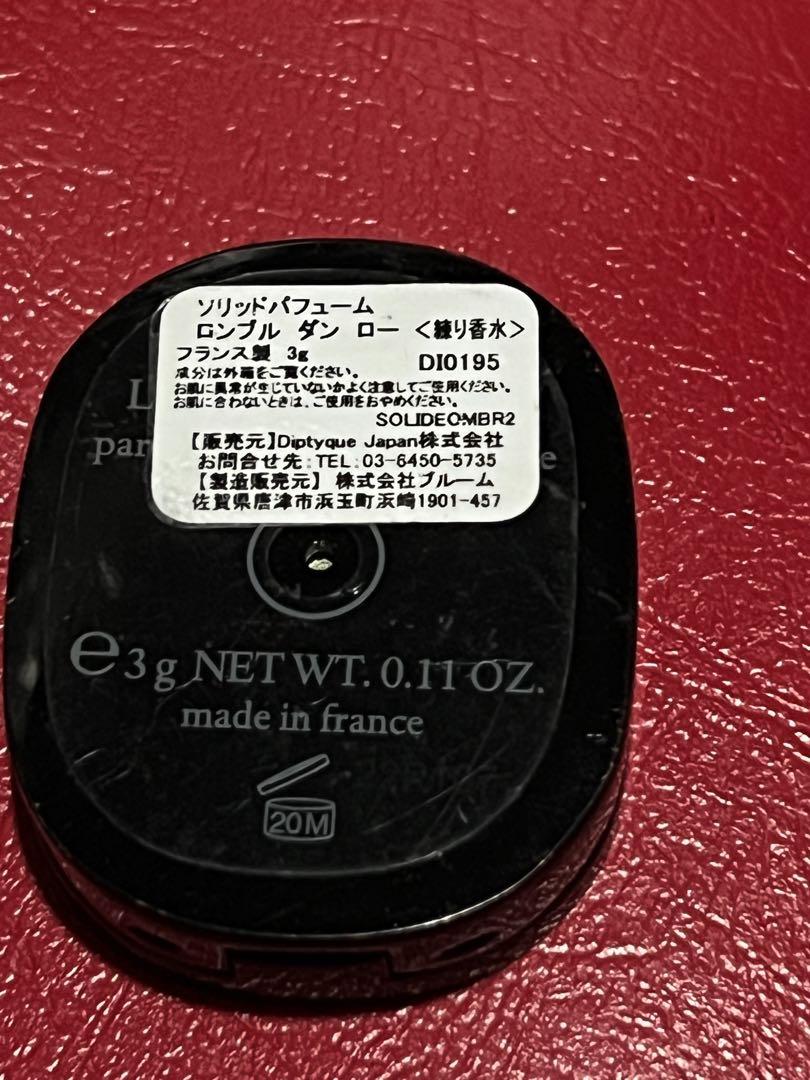 ソリッドパフューム
ロンブル ダン ロー <練り香水>
フランス製 3g DI0195
成分は外箱をご覧ください。
お肌に異常が生じていないかよく注意してご使用ください。
お肌に合わないときは、ご使用をおやめください。
SOLIDEOMBR2
【販売元】Diptyque Japan株式会社
お問合せ先:TEL:03-6450-5735
【製造販売元】 株式会社ブルーム
佐賀県唐津市浜玉町浜崎1901-457
L
par e
e3g NET WT. 0.11 OZ.
made in france
20M